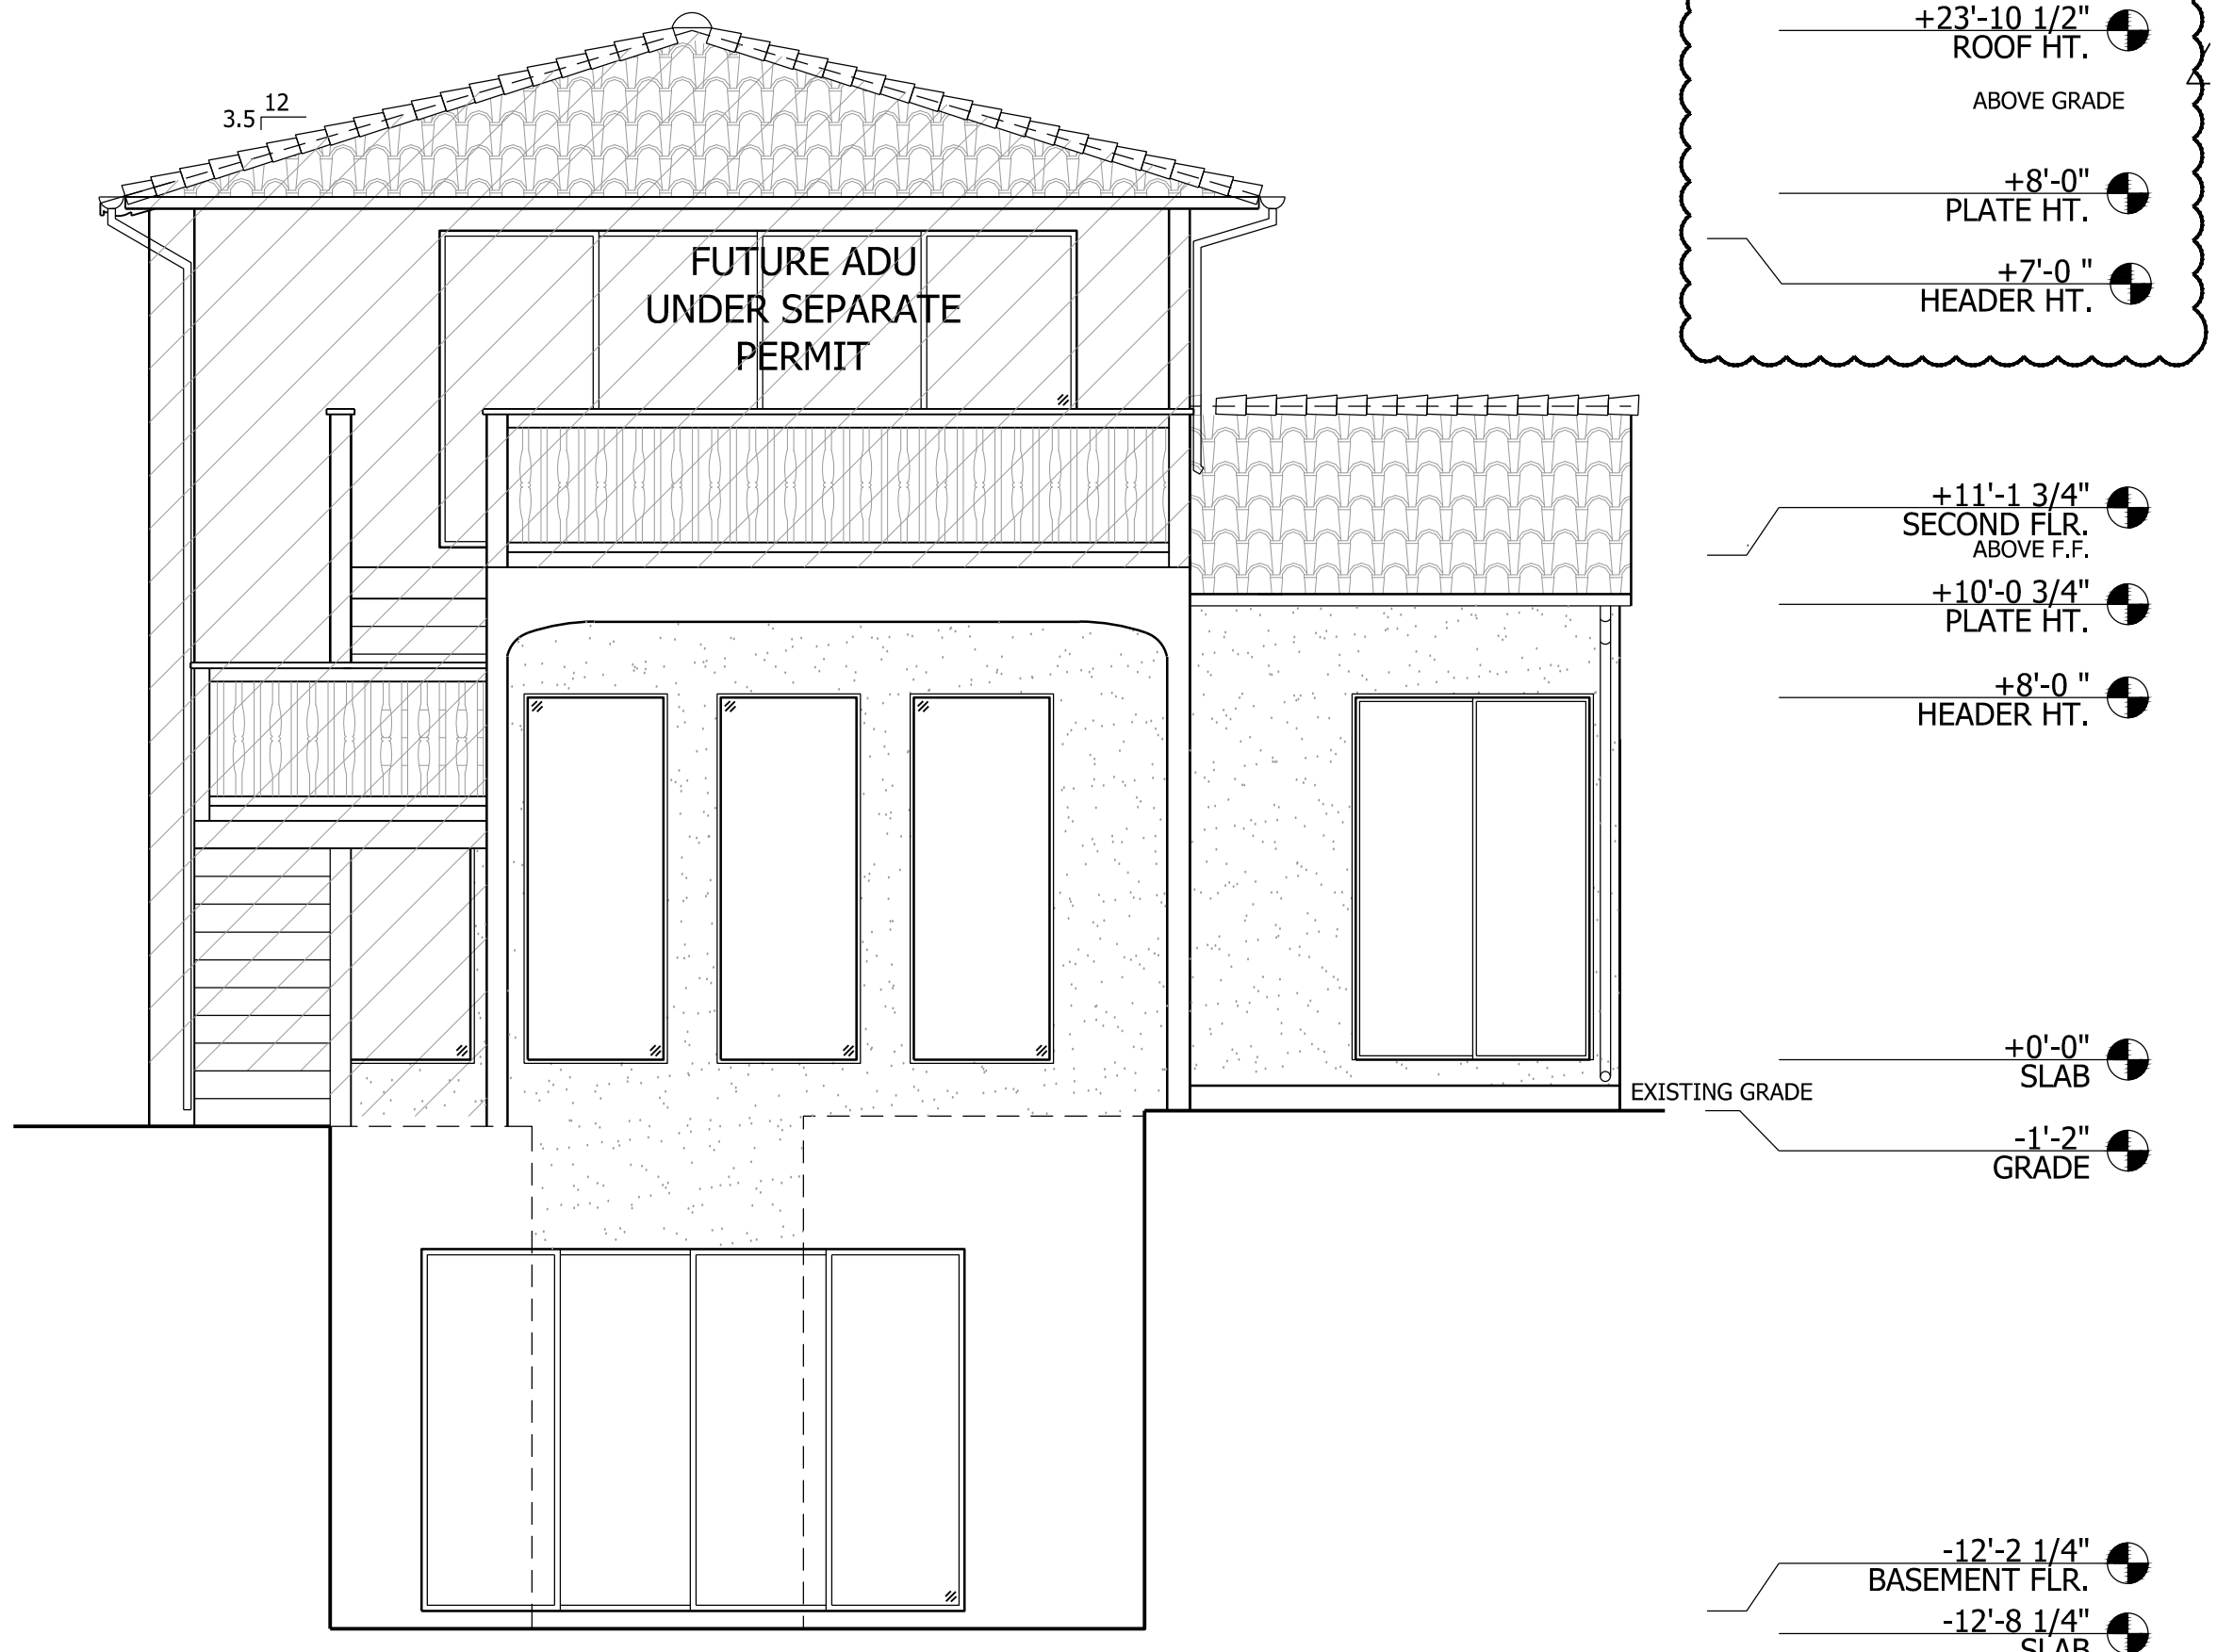 +23'-10 1/2"
ROOF HT.
ABOVE GRADE
12
3.5
+8'-0"
PLATE HT.
+7'-0 "
HEADER HT.
FUTURE ADU
UNDER SEPARATE
PERMIT
+11'-1 3/4"
SECOND FLR.
ABOVE F.F.
+10'-0 3/4"
PLATE HT.
+8'-0 "
HEADER HT.
+0'-0"
SLAB
EXISTING GRADE
-1'-2"
GRADE
-12'-2 1/4"
BASEMENT FLR.
-12'-8 1/4"
SLAB